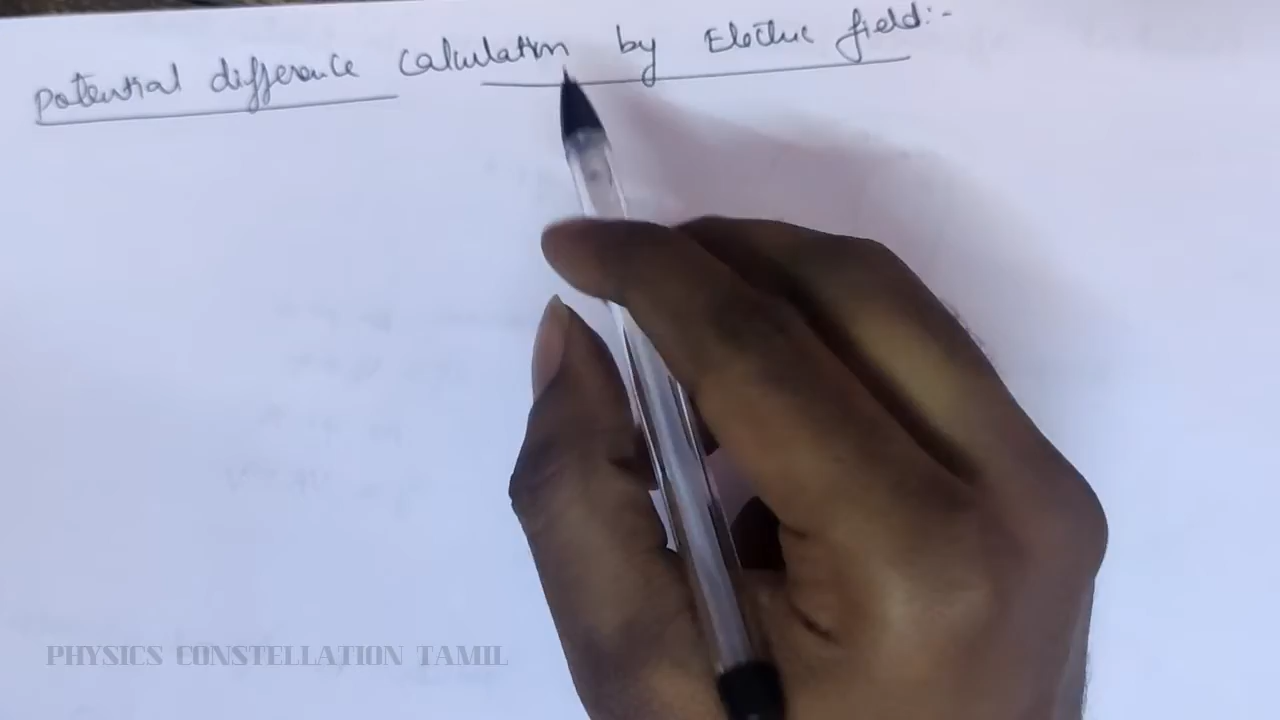 Potential difference calculation by Electric field:-
PHYSICS CONSTELLATION TAMIL